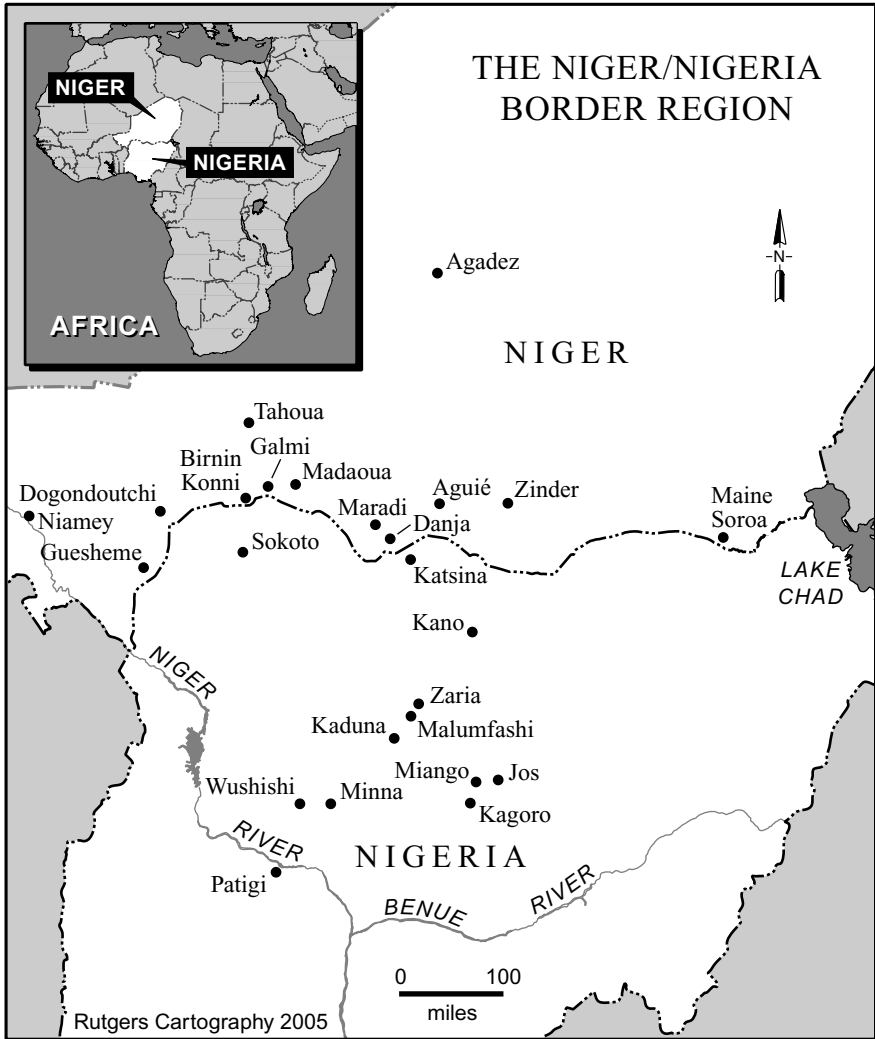 THE NIGER/NIGERIA
BORDER REGION
NIGER
NIGERIA
AFRICA
-N-
Agadez
NIGER
Tahoua
Galmi
Birnin
Konni
Madaoua
Dogondoutchi
Niamey
Guesheme
Sokoto
Maradi
Danja
Aguié
Zinder
Katsina
Maine
Soroa
LAKE
CHAD
Kano
NIGER
Zaria
Malumfashi
Kaduna
Miango
Jos
Kagoro
Wushishi
Minna
RIVER
NIGERIA
Patigi
BENUE
RIVER
0 100
miles
Rutgers Cartography 2005